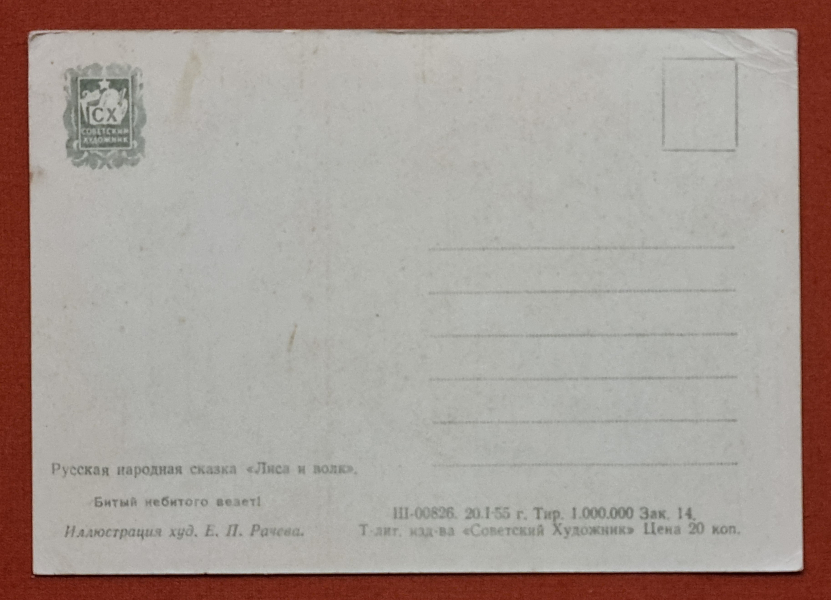 СХ
СОВЕТСКИЙ
ХУДОЖНИК
Русская народная сказка «Лиса и волк».
Битый небитого везет!
Иллюстрация худ. Е. П. Рачева.
Ш-00826. 20.I-55 г. Тир. 1.000.000 Зак. 14.
Т-лит. изд-ва «Советский Художник» Цена 20 коп.